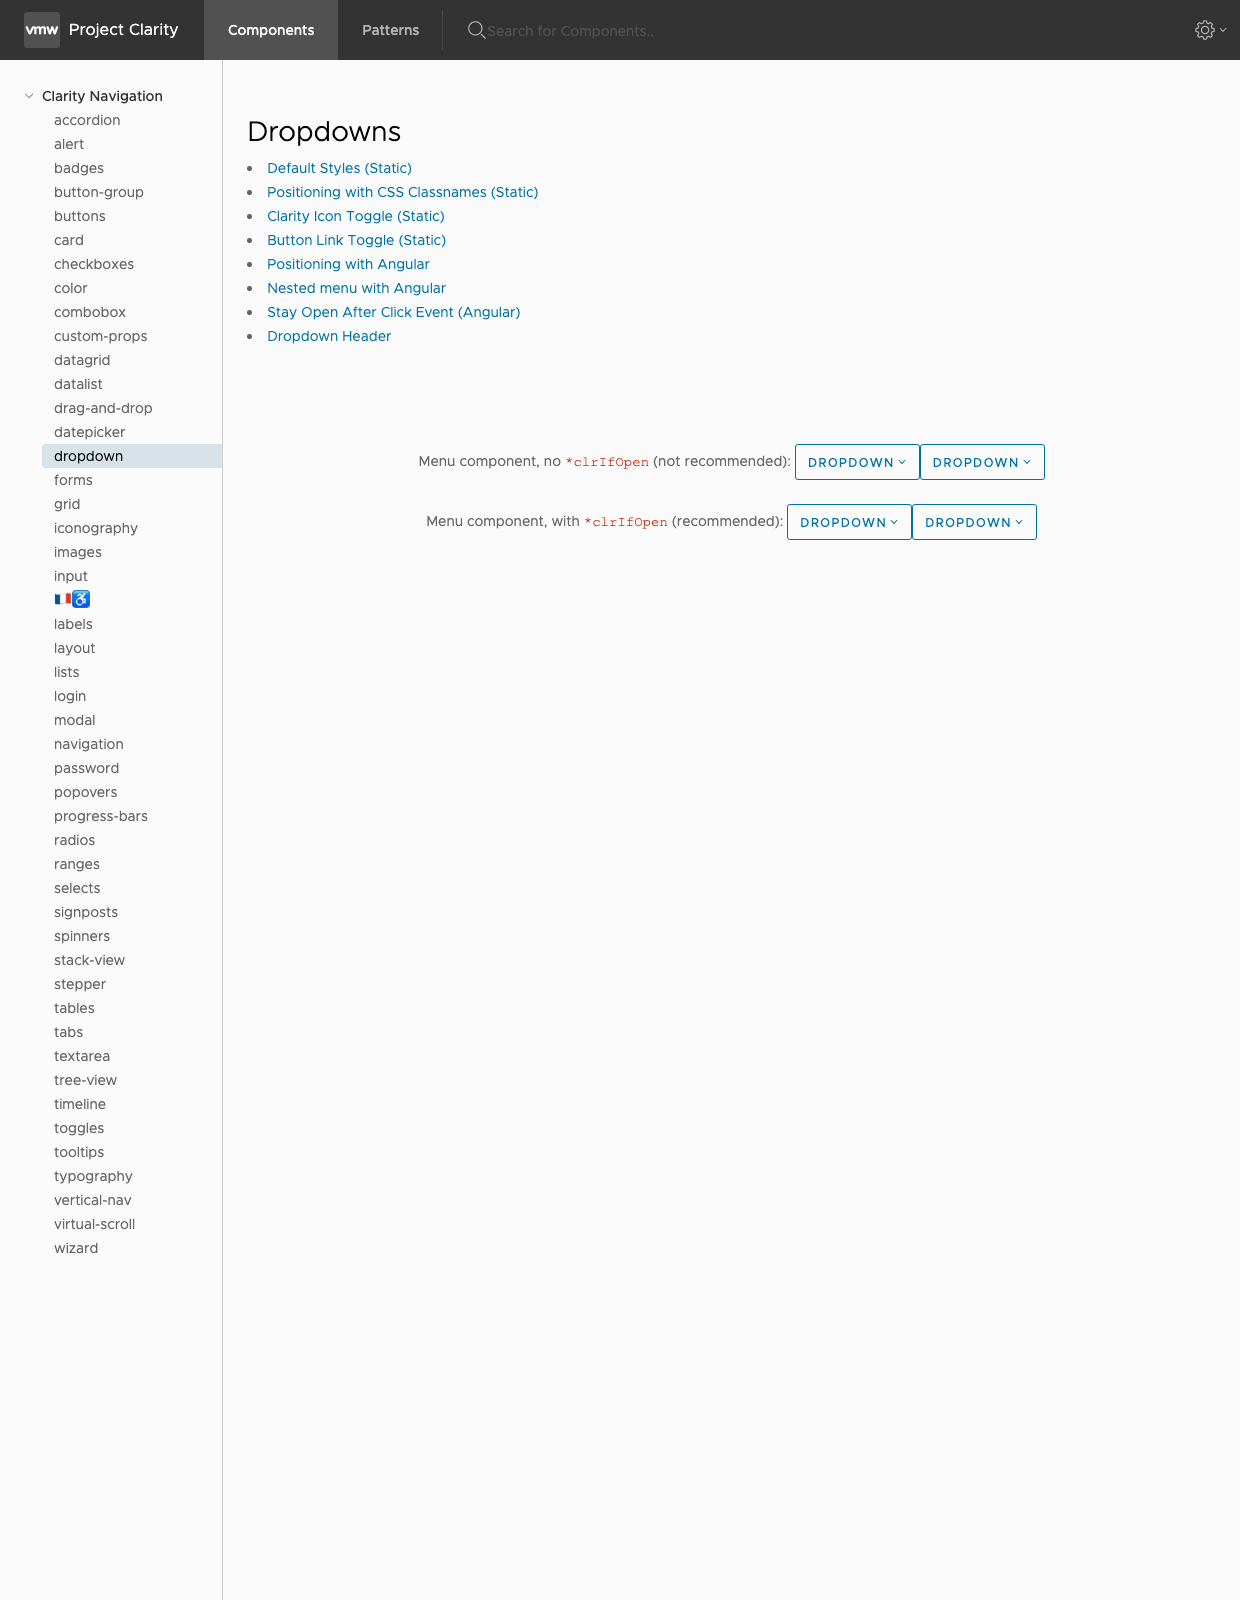 vmw Project Clarity Components Patterns Search for Components..
Clarity Navigation
accordion
alert
badges
button-group
buttons
card
checkboxes
color
combobox
custom-props
datagrid
datalist
drag-and-drop
datepicker
dropdown
forms
grid
iconography
images
input
🇫🇷♿
labels
layout
lists
login
modal
navigation
password
popovers
progress-bars
radios
ranges
selects
signposts
spinners
stack-view
stepper
tables
tabs
textarea
tree-view
timeline
toggles
tooltips
typography
vertical-nav
virtual-scroll
wizard
Dropdowns
Default Styles (Static)
Positioning with CSS Classnames (Static)
Clarity Icon Toggle (Static)
Button Link Toggle (Static)
Positioning with Angular
Nested menu with Angular
Stay Open After Click Event (Angular)
Dropdown Header
Menu component, no *clrIfOpen (not recommended): DROPDOWN DROPDOWN
Menu component, with *clrIfOpen (recommended): DROPDOWN DROPDOWN